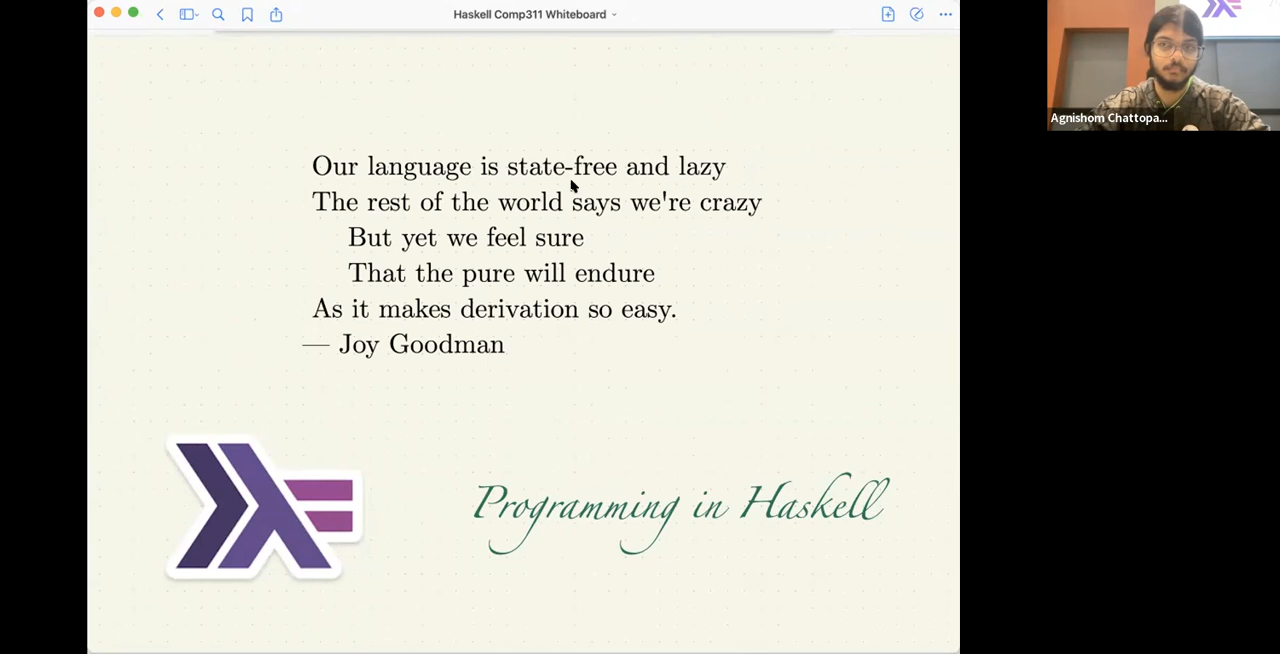 Haskell Comp311 Whiteboard
Our language is state-free and lazy
The rest of the world says we're crazy
But yet we feel sure
That the pure will endure
As it makes derivation so easy.
— Joy Goodman
Programming in Haskell
Agnishom Chattopa...